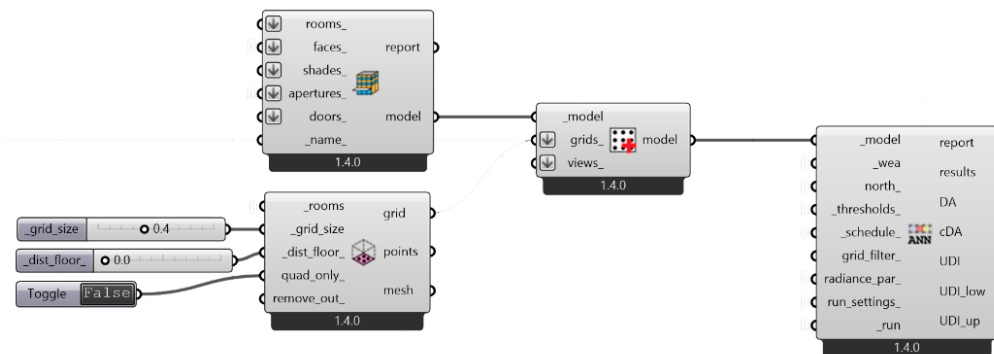 rooms_
faces_
report
shades_
apertures_
doors_
model
_name_
1.4.0
_model
grids_
model
views_
1.4.0
_rooms
grid
_grid_size
_dist_floor_
points
quad_only_
remove_out_
mesh
1.4.0
_grid_size
0.4
_dist_floor_
0.0
Toggle
False
_model
report
_wea
results
north_
_thresholds_
DA
_schedule_
ANN
cDA
grid_filter_
UDI
radiance_par_
run_settings_
UDI_low
_run
UDI_up
1.4.0